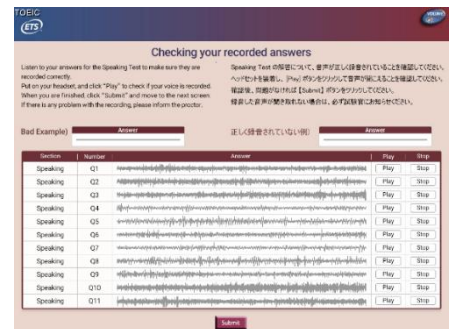 TOEIC
ETS
VOLUME
Checking your recorded answers
Listen to your answers for the Speaking Test to make sure they are
recorded correctly.
Put on your headset, and click "Play" to check if your voice is recorded.
When you are finished, click "Submit" and move to the next screen.
If there is any problem with the recording, please inform the proctor.
Speaking Test の解答について、音声が正しく録音されていることを確認してください。
ヘッドセットを装着し、[Play] ボタンをクリックして音声が聞こえることを確認してください。
確認後、問題がなければ【Submit】ボタンをクリックしてください。
録音した音声が聞き取れない場合は、必ず試験官にお知らせください。
Bad Example) Answer
正しく録音されていない例) Answer
Section Number Answer Play Stop
Speaking Q1 Play Stop
Speaking Q2 Play Stop
Speaking Q3 Play Stop
Speaking Q4 Play Stop
Speaking Q5 Play Stop
Speaking Q6 Play Stop
Speaking Q7 Play Stop
Speaking Q8 Play Stop
Speaking Q9 Play Stop
Speaking Q10 Play Stop
Speaking Q11 Play Stop
Submit